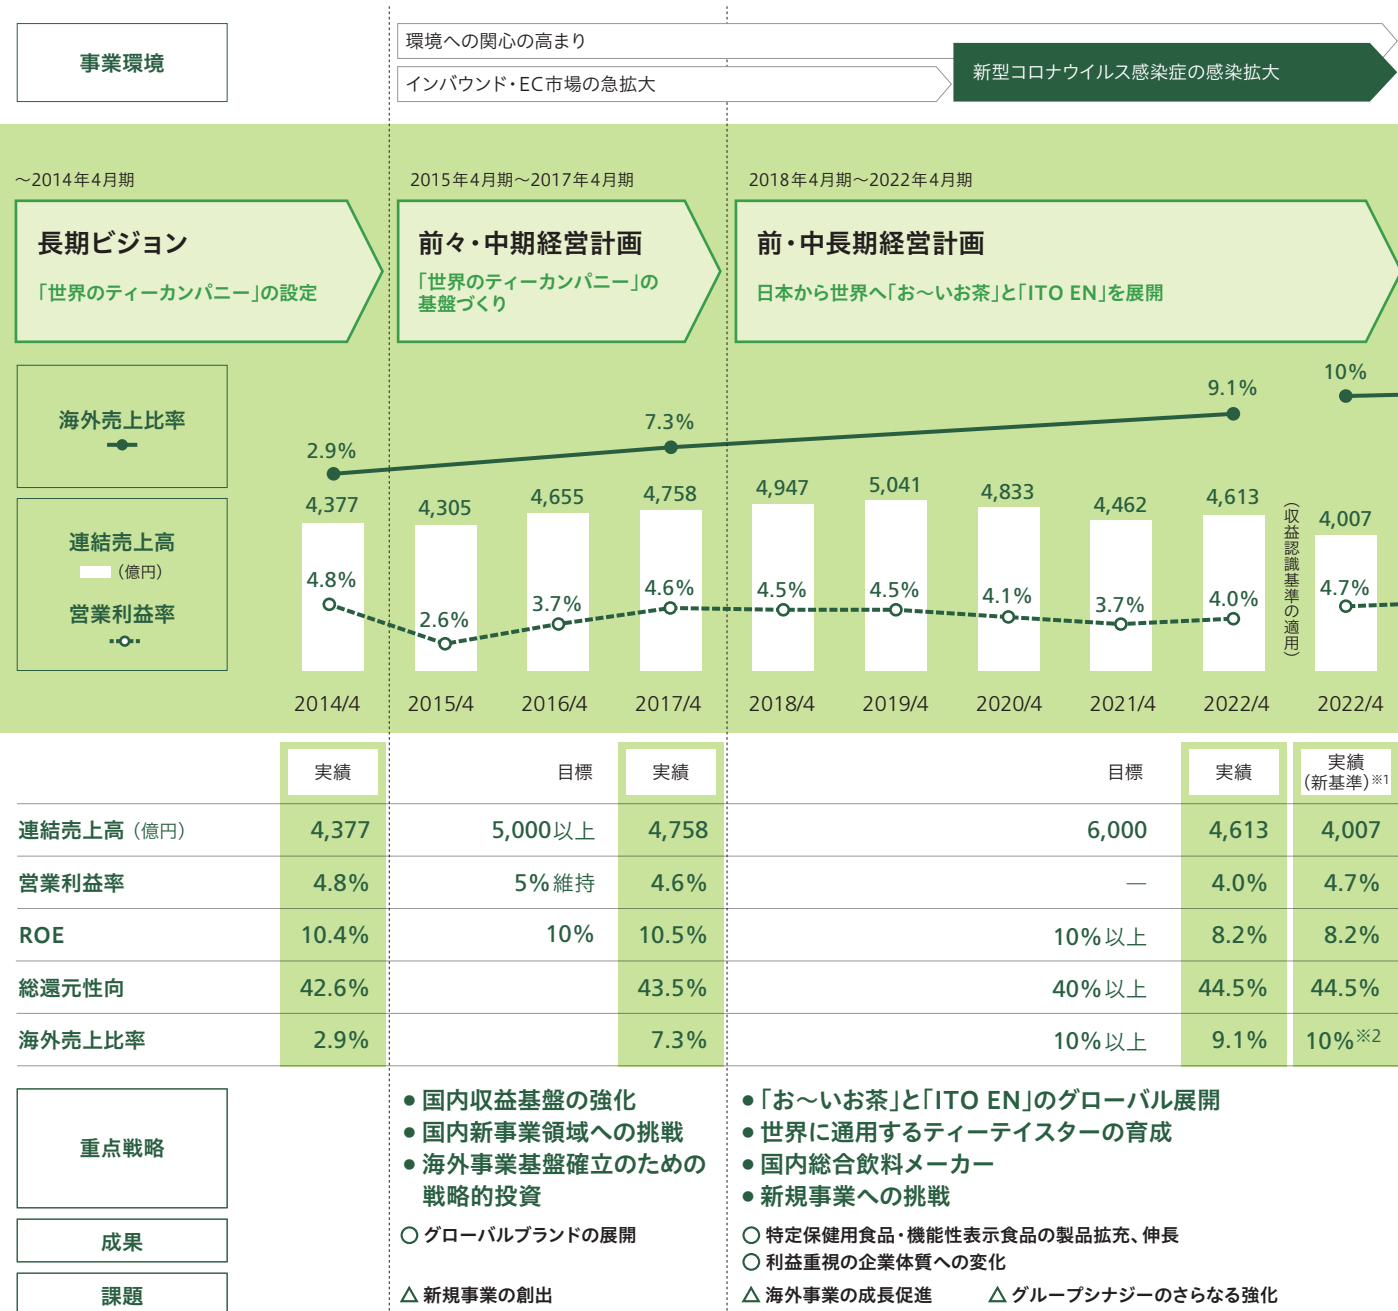 事業環境
環境への関心の高まり
インバウンド・EC市場の急拡大
新型コロナウイルス感染症の感染拡大
～2014年4月期
2015年4月期～2017年4月期
2018年4月期～2022年4月期
長期ビジョン
「世界のティーカンパニー」の設定
前々・中期経営計画
「世界のティーカンパニー」の
基盤づくり
前・中長期経営計画
日本から世界へ「お～いお茶」と「ITO EN」を展開
海外売上比率
2.9%
7.3%
9.1%
10%
連結売上高
（億円）
営業利益率
4,377
4,305
4,655
4,758
4,947
5,041
4,833
4,462
4,613
（収益認識基準の適用）
4,007
4.8%
2.6%
3.7%
4.6%
4.5%
4.5%
4.1%
3.7%
4.0%
4.7%
2014/4
2015/4
2016/4
2017/4
2018/4
2019/4
2020/4
2021/4
2022/4
2022/4
実績
目標
実績
目標
実績
実績
（新基準）※1
連結売上高（億円） 4,377 5,000以上 4,758 6,000 4,613 4,007
営業利益率 4.8% 5%維持 4.6% — 4.0% 4.7%
ROE 10.4% 10% 10.5% 10%以上 8.2% 8.2%
総還元性向 42.6% 43.5% 40%以上 44.5% 44.5%
海外売上比率 2.9% 7.3% 10%以上 9.1% 10%※2
重点戦略
● 国内収益基盤の強化
● 国内新事業領域への挑戦
● 海外事業基盤確立のための
戦略的投資
● 「お～いお茶」と「ITO EN」のグローバル展開
● 世界に通用するティーテイスターの育成
● 国内総合飲料メーカー
● 新規事業への挑戦
成果
○ グローバルブランドの展開
○ 特定保健用食品・機能性表示食品の製品拡充、伸長
○ 利益重視の企業体質への変化
課題
△ 新規事業の創出
△ 海外事業の成長促進
△ グループシナジーのさらなる強化